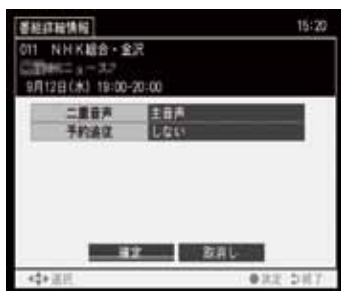 番組詳細情報 15:20
011 NHK総合・金沢
ニュース7
9月12日(水) 19:00-20:00
二重音声 主音声
予約追従 しない
確定 取消し
選択 決定 終了